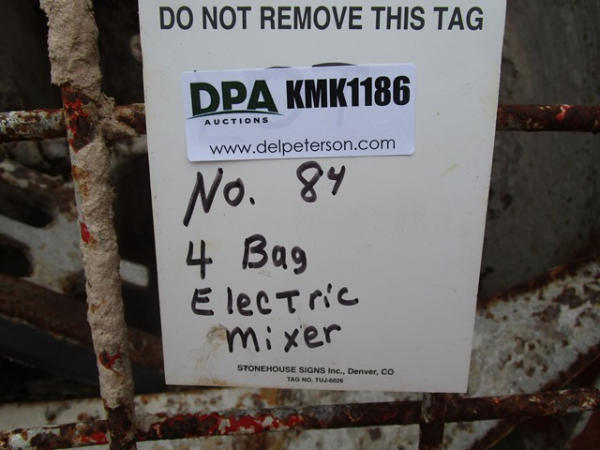 DO NOT REMOVE THIS TAG
DPA KMK1186
AUCTIONS
www.delpeterson.com
No. 84
4 Bag
Electric
mixer
STONEHOUSE SIGNS Inc., Denver, CO
TAG NO. TUJ-6026